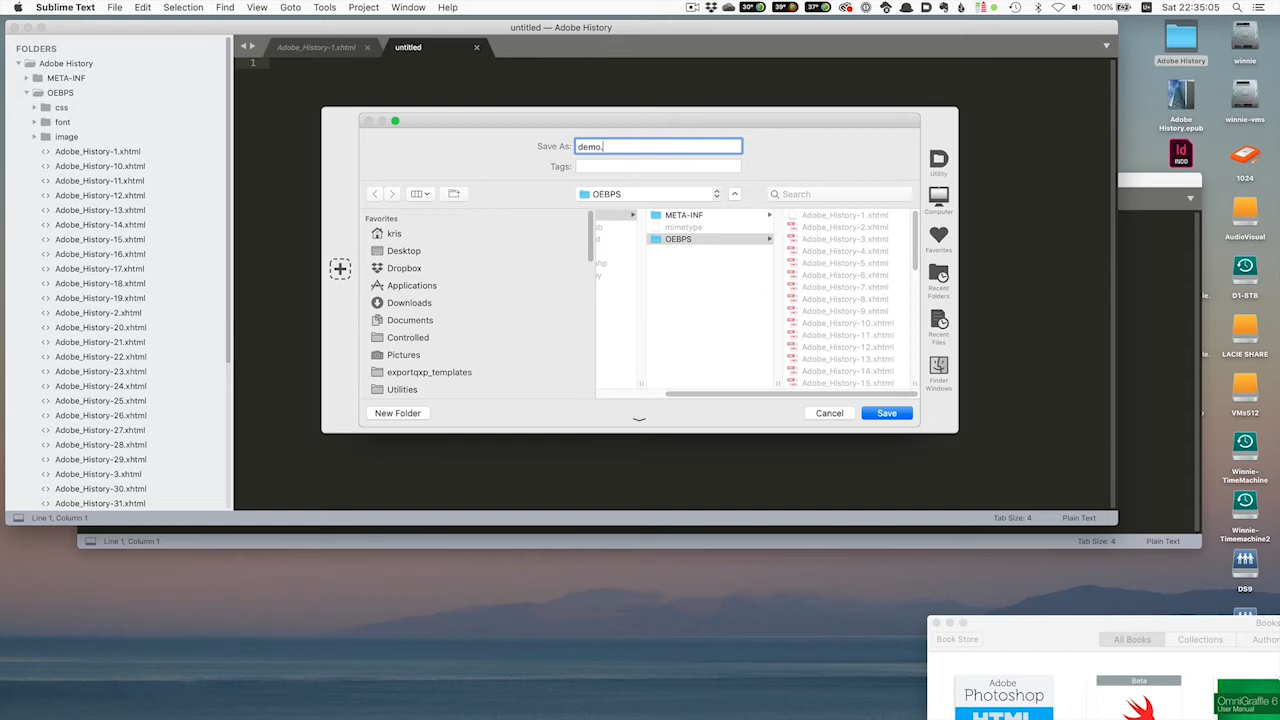 Sublime Text File Edit Selection Find View Goto Tools Project Window Help
30° 39° 37° 100% Sat 22:35:05
untitled — Adobe History
FOLDERS
Adobe History
META-INF
OEBPS
css
font
image
Adobe_History-1.xhtml
Adobe_History-10.xhtml
Adobe_History-11.xhtml
Adobe_History-12.xhtml
Adobe_History-13.xhtml
Adobe_History-14.xhtml
Adobe_History-15.xhtml
Adobe_History-16.xhtml
Adobe_History-17.xhtml
Adobe_History-18.xhtml
Adobe_History-19.xhtml
Adobe_History-2.xhtml
Adobe_History-20.xhtml
Adobe_History-21.xhtml
Adobe_History-22.xhtml
Adobe_History-23.xhtml
Adobe_History-24.xhtml
Adobe_History-25.xhtml
Adobe_History-26.xhtml
Adobe_History-27.xhtml
Adobe_History-28.xhtml
Adobe_History-29.xhtml
Adobe_History-3.xhtml
Adobe_History-30.xhtml
Adobe_History-31.xhtml
Adobe_History-1.xhtml
untitled
1
Save As: demo.
Tags:
OEBPS
Search
Favorites
kris
Desktop
Dropbox
Applications
Downloads
Documents
Controlled
Pictures
exportqxp_templates
Utilities
META-INF
mimetype
OEBPS
Adobe_History-1.xhtml
Adobe_History-2.xhtml
Adobe_History-3.xhtml
Adobe_History-4.xhtml
Adobe_History-5.xhtml
Adobe_History-6.xhtml
Adobe_History-7.xhtml
Adobe_History-8.xhtml
Adobe_History-9.xhtml
Adobe_History-10.xhtml
Adobe_History-11.xhtml
Adobe_History-12.xhtml
Adobe_History-13.xhtml
Adobe_History-14.xhtml
Adobe_History-15.xhtml
New Folder
Cancel
Save
Utility
Computer
Favorites
Recent
Folders
Recent
Files
Finder
Windows
Line 1, Column 1
Tab Size: 4
Plain Text
Line 1, Column 1
Tab Size: 4
Plain Text
Adobe History
Adobe
History.epub
Id
INDD
winnie
winnie-vms
1024
AudioVisual
D1-8TB
LACIE SHARE
VMs512
Winnie-
TimeMachine
Winnie-
Timemachine2
DS9
Books
Book Store
All Books
Collections
Author
Adobe
Photoshop
HTML
Beta
OmniGraffle 6
User Manual